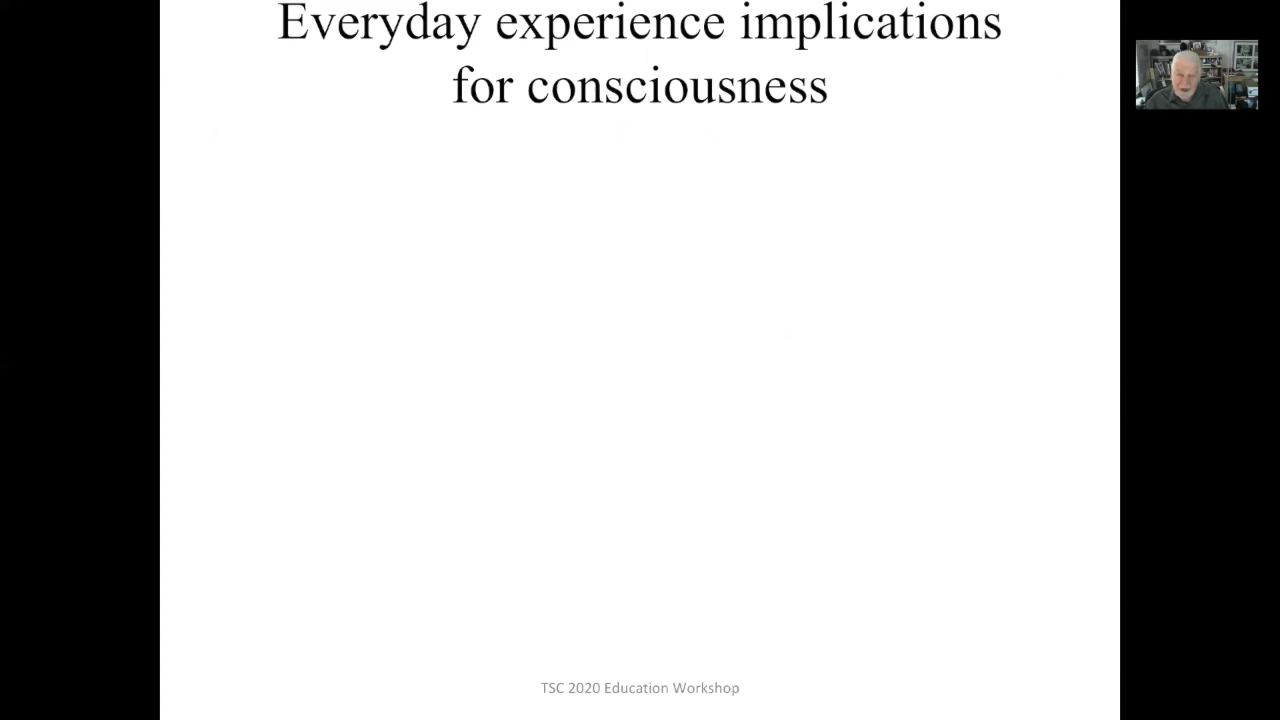 Everyday experience implications
for consciousness
TSC 2020 Education Workshop